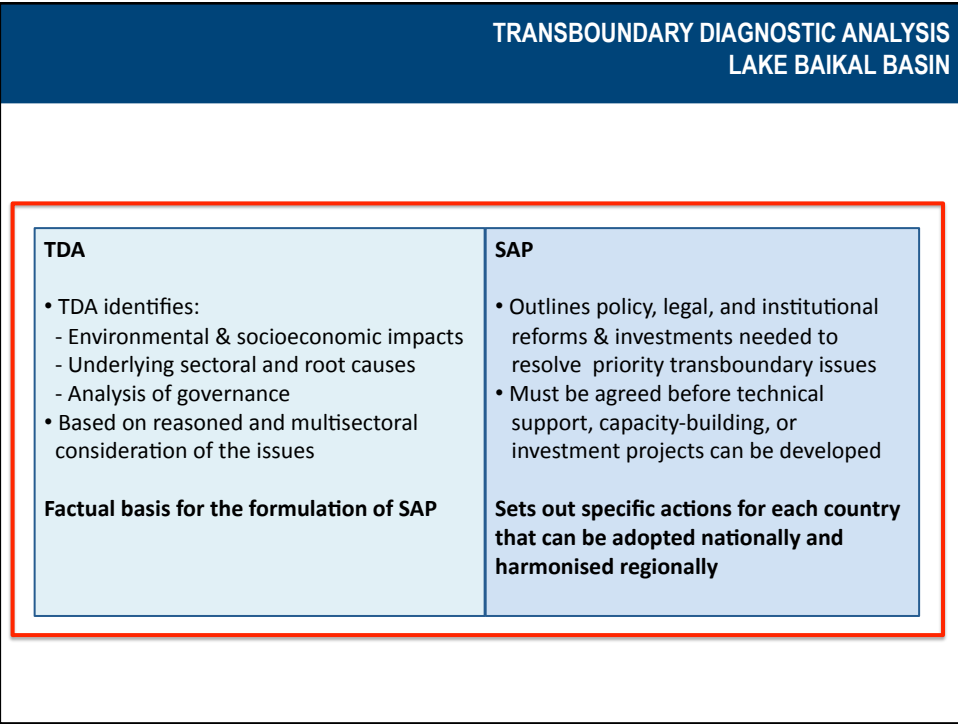 TRANSBOUNDARY DIAGNOSTIC ANALYSIS
LAKE BAIKAL BASIN
TDA
• TDA identifies:
- Environmental & socioeconomic impacts
- Underlying sectoral and root causes
- Analysis of governance
• Based on reasoned and multisectoral
consideration of the issues
Factual basis for the formulation of SAP
SAP
• Outlines policy, legal, and institutional
reforms & investments needed to
resolve priority transboundary issues
• Must be agreed before technical
support, capacity-building, or
investment projects can be developed
Sets out specific actions for each country
that can be adopted nationally and
harmonised regionally